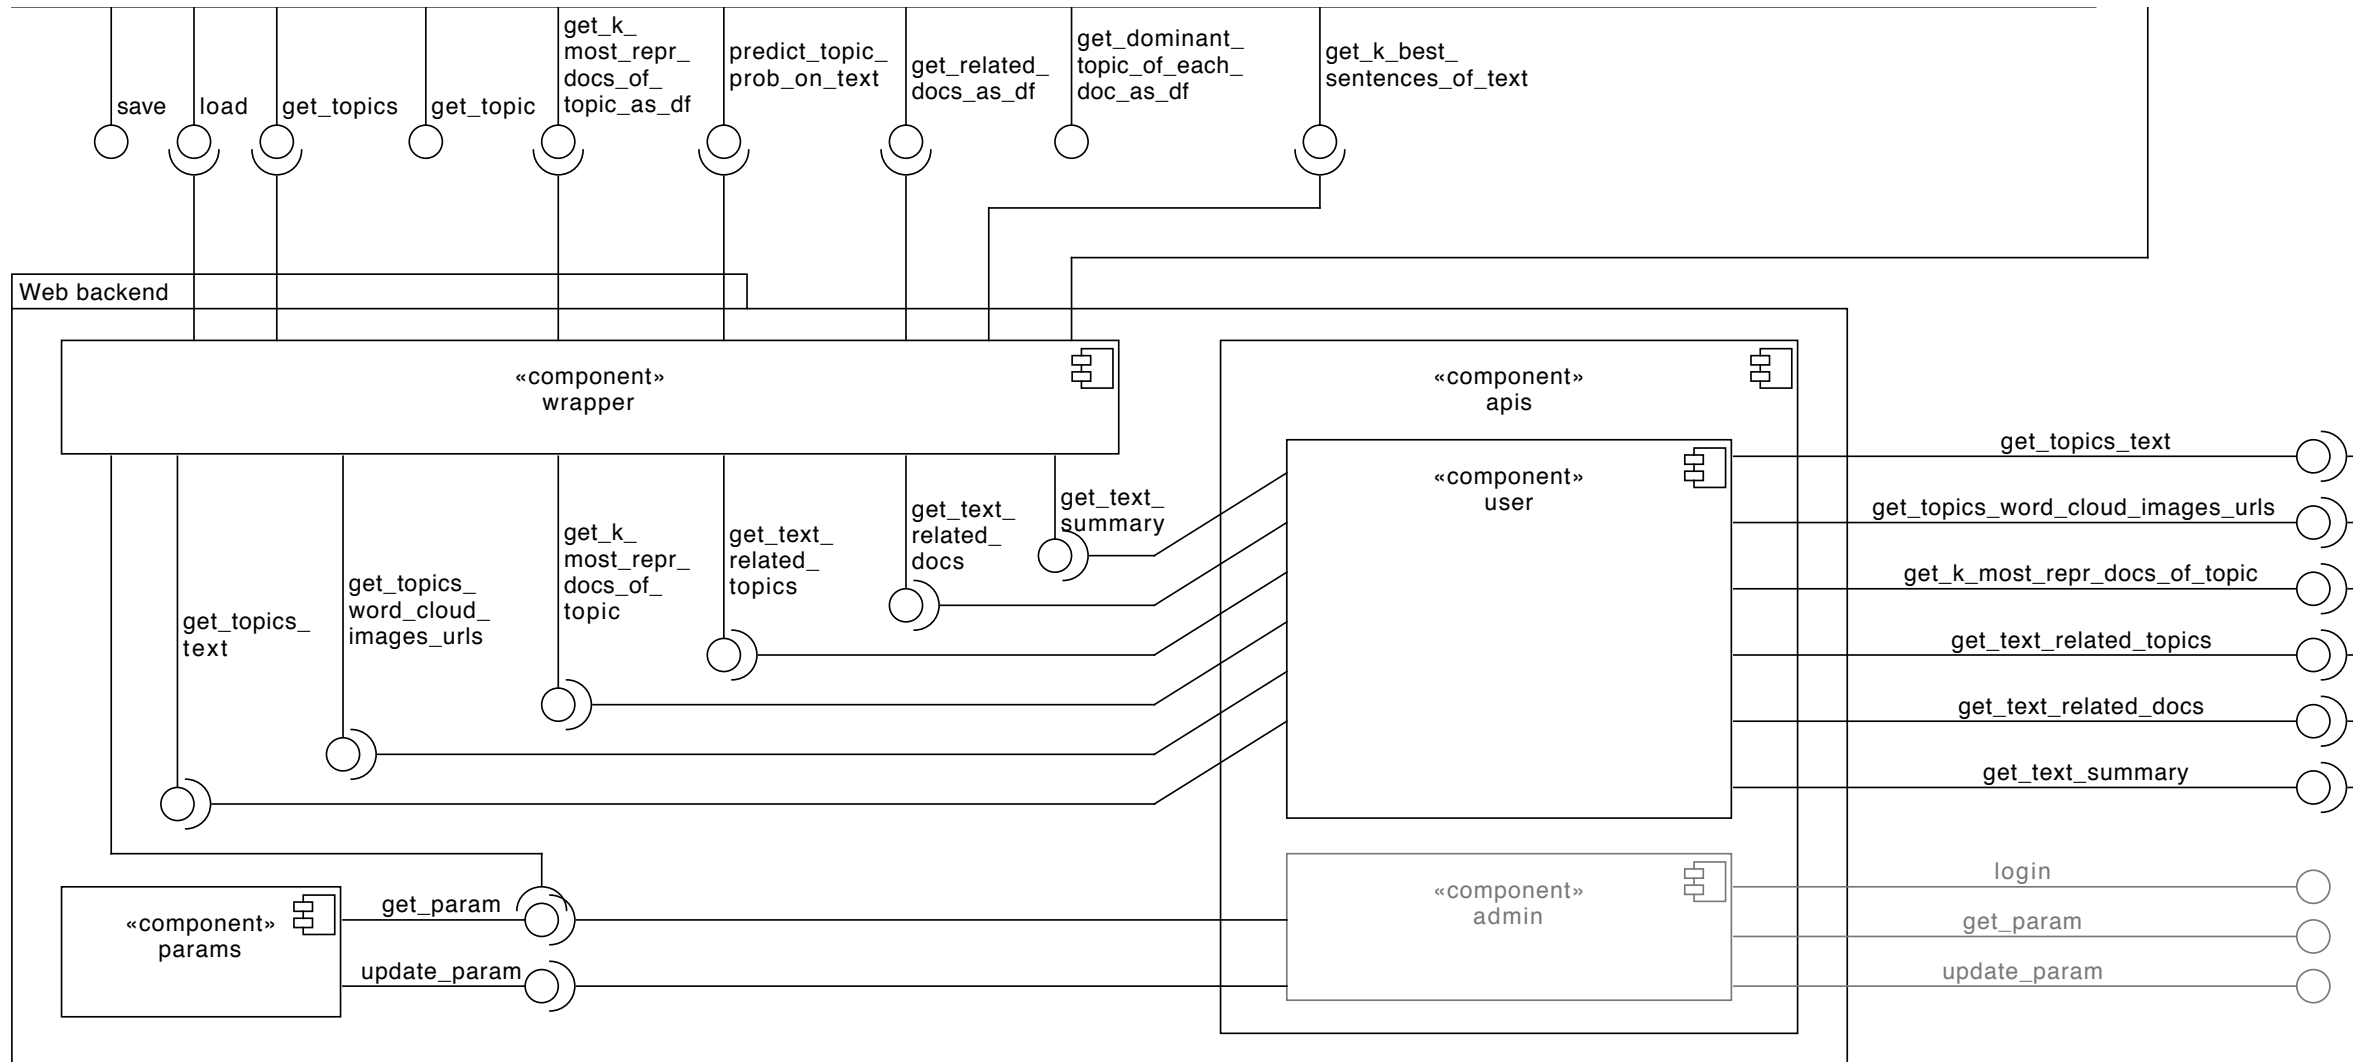 get_k_
most_repr_
docs_of_
topic_as_df
predict_topic_
prob_on_text
get_related_
docs_as_df
get_dominant_
topic_of_each_
doc_as_df
get_k_best_
sentences_of_text
save
load
get_topics
get_topic
Web backend
«component»
wrapper
«component»
apis
«component»
user
get_topics_
text
get_topics_
word_cloud_
images_urls
get_k_
most_repr_
docs_of_
topic
get_text_
related_
topics
get_text_
related_
docs
get_text_
summary
get_topics_text
get_topics_word_cloud_images_urls
get_k_most_repr_docs_of_topic
get_text_related_topics
get_text_related_docs
get_text_summary
«component»
params
get_param
update_param
«component»
admin
login
get_param
update_param